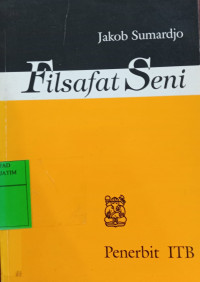 Jakob Sumardjo
Filsafat Seni
Penerbit ITB